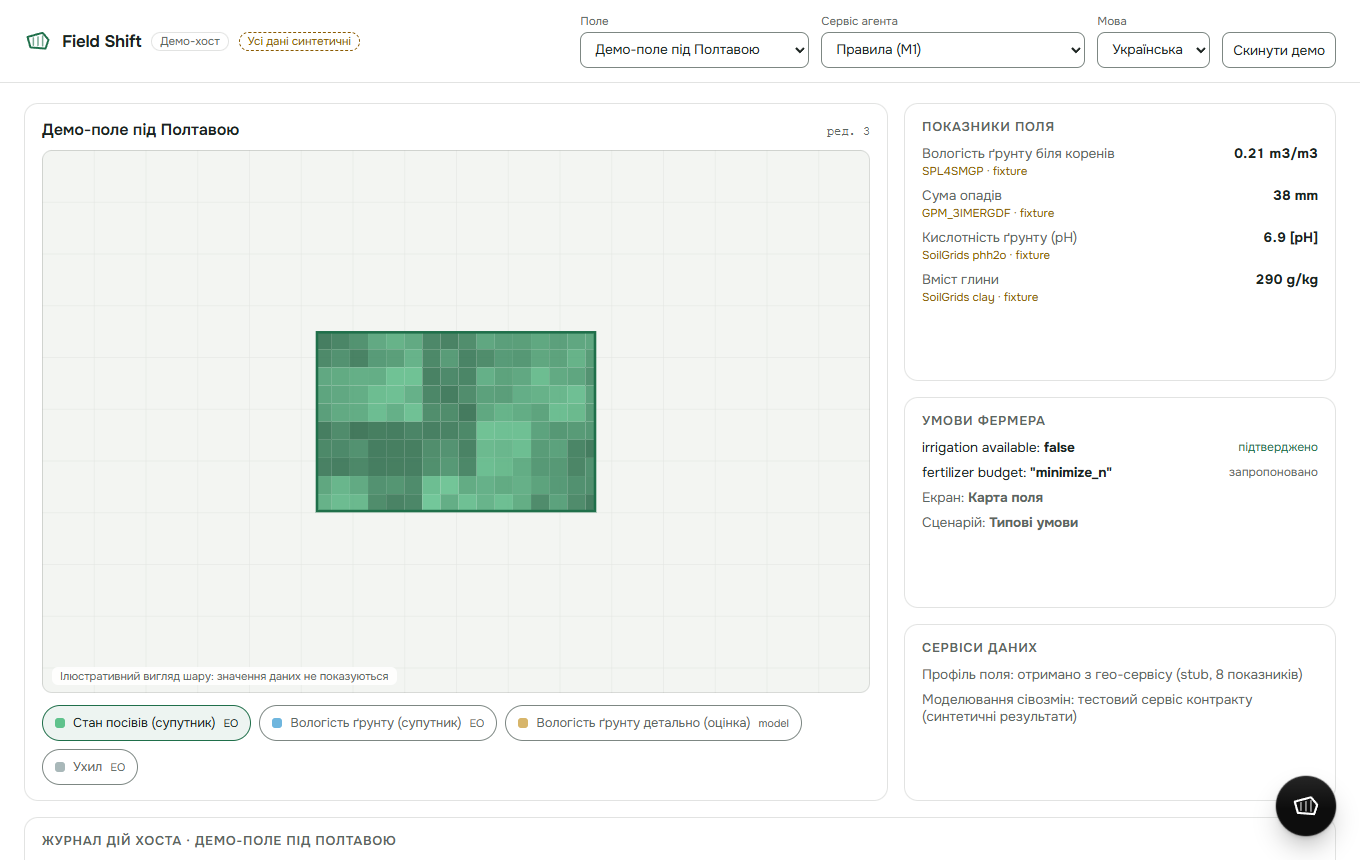 Field Shift
Демо-хост
Усі дані синтетичні
Поле
Демо-поле під Полтавою
Сервіс агента
Правила (M1)
Мова
Українська
Скинути демо
Демо-поле під Полтавою
ред. 3
Ілюстративний вигляд шару: значення даних не показуються
Стан посівів (супутник) EO
Вологість ґрунту (супутник) EO
Вологість ґрунту детально (оцінка) model
Ухил EO
ПОКАЗНИКИ ПОЛЯ
Вологість ґрунту біля коренів 0.21 m3/m3
SPL4SMGP · fixture
Сума опадів 38 mm
GPM_3IMERGDF · fixture
Кислотність ґрунту (pH) 6.9 [pH]
SoilGrids phh2o · fixture
Вміст глини 290 g/kg
SoilGrids clay · fixture
УМОВИ ФЕРМЕРА
irrigation available: false підтверджено
fertilizer budget: "minimize_n" запропоновано
Екран: Карта поля
Сценарій: Типові умови
СЕРВІСИ ДАНИХ
Профіль поля: отримано з гео-сервісу (stub, 8 показників)
Моделювання сівозмін: тестовий сервіс контракту
(синтетичні результати)
ЖУРНАЛ ДІЙ ХОСТА · ДЕМО-ПОЛЕ ПІД ПОЛТАВОЮ